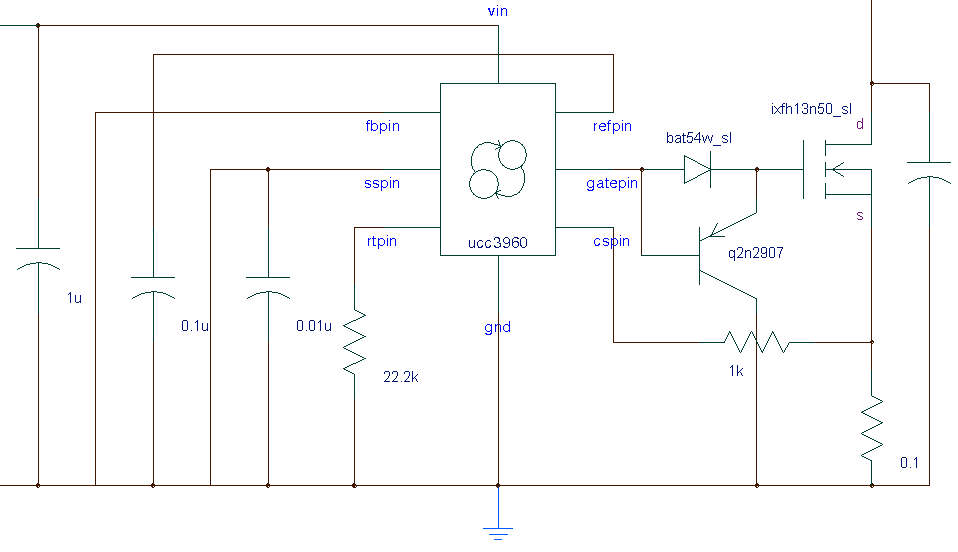 vin
ixfh13n50_sl
d
fbpin
refpin
bat54w_sl
sspin
gatepin
s
rtpin
ucc3960
cspin
q2n2907
1u
0.1u
0.01u
gnd
22.2k
1k
0.1